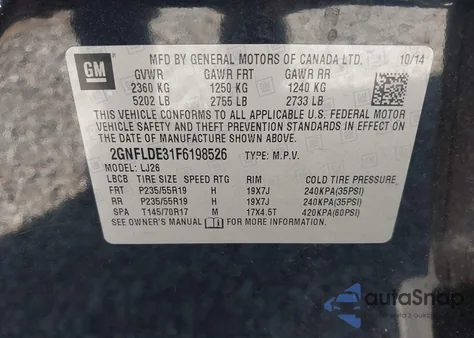 GM
MFD BY GENERAL MOTORS OF CANADA LTD. 10/14
GVWR GAWR FRT GAWR RR
2360 KG 1250 KG 1240 KG
5202 LB 2755 LB 2733 LB
THIS VEHICLE CONFORMS TO ALL APPLICABLE U.S. FEDERAL MOTOR
VEHICLE SAFETY AND THEFT PREVENTION STANDARDS IN EFFECT ON
THE DATE OF MANUFACTURE SHOWN ABOVE.
2GNFLDE31F6198526 TYPE: M.P.V.
MODEL: LJ26
LBCB TIRE SIZE SPEED RTG RIM COLD TIRE PRESSURE
FRT P235/55R19 H 19X7J 240KPA(35PSI)
RR P235/55R19 H 19X7J 240KPA(35PSI)
SPA T145/70R17 M 17X4.5T 420KPA(60PSI)
SEE OWNER'S MANUAL FOR ADDITIONAL INFORMATION
autoSnap